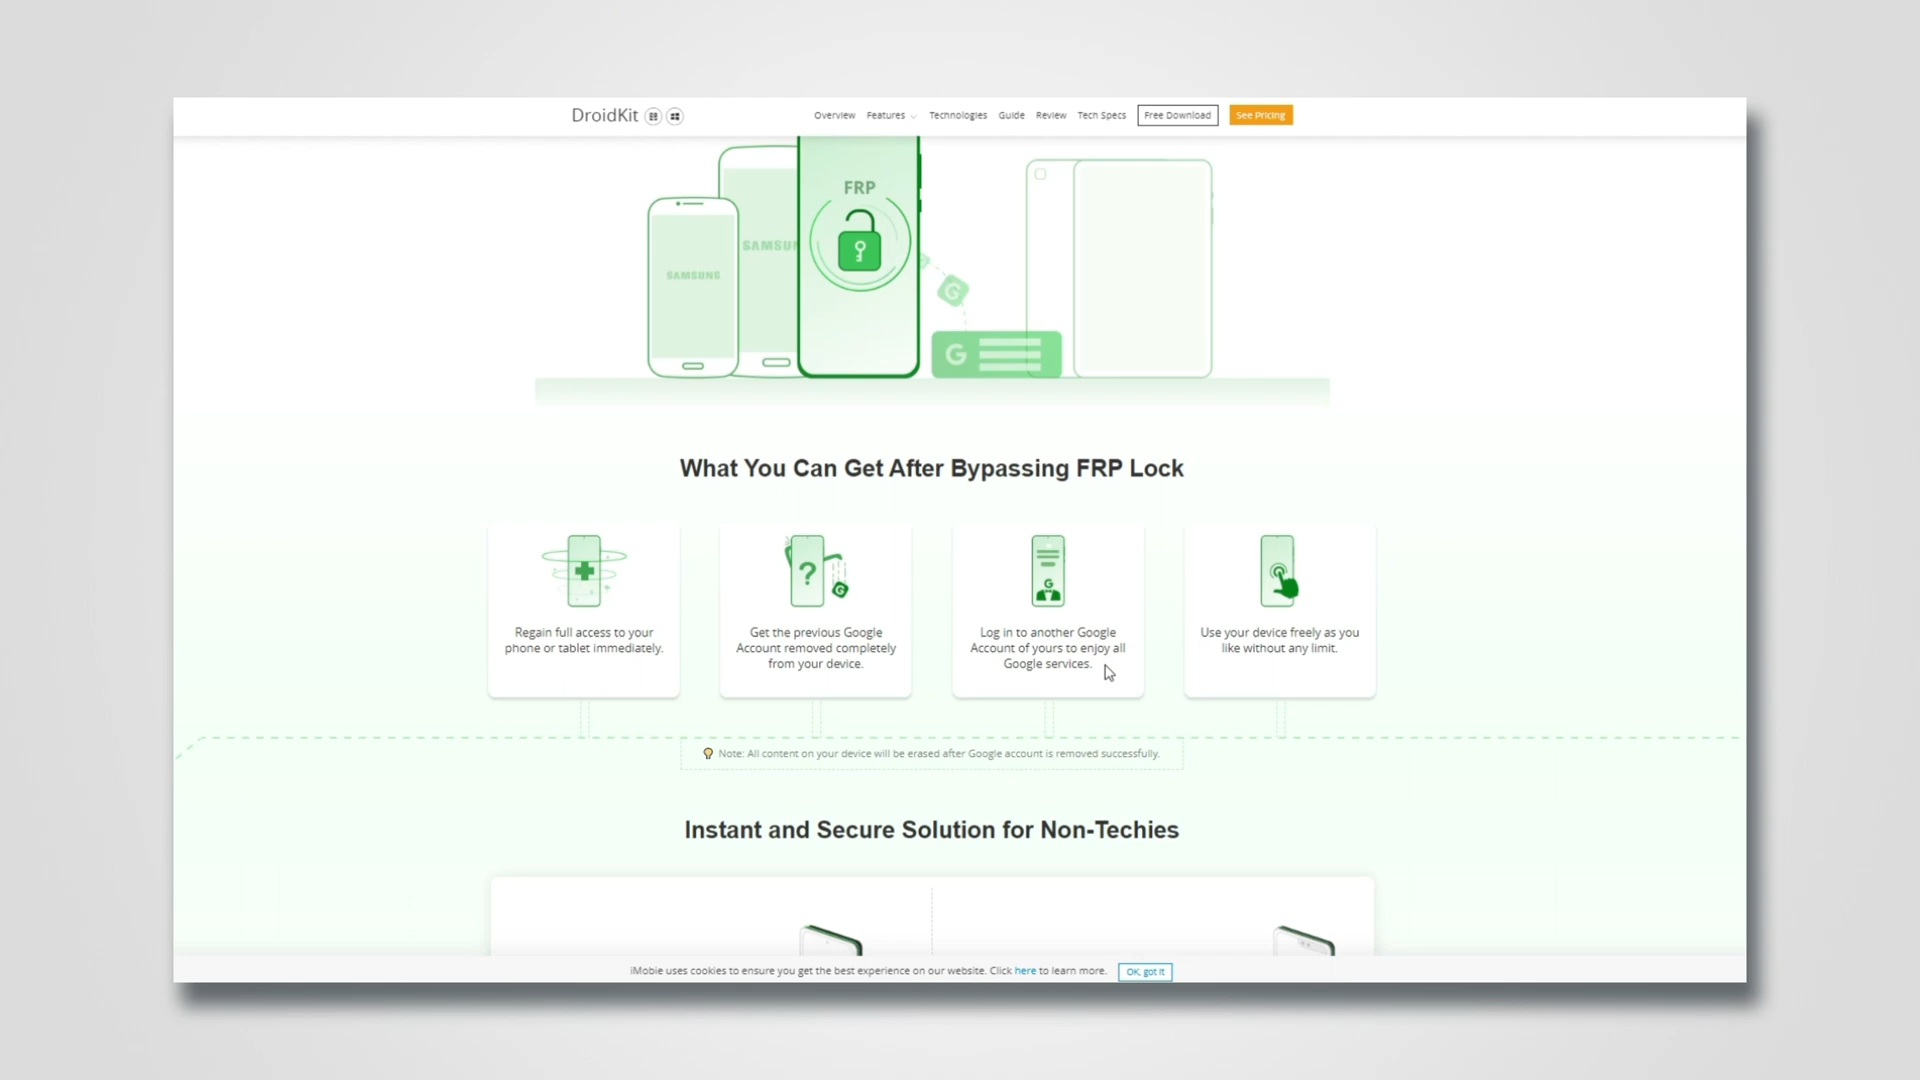 DroidKit
Overview
Features
Technologies
Guide
Review
Tech Specs
Free Download
See Pricing
FRP
SAMSUN
SAMSUNG
G
G
What You Can Get After Bypassing FRP Lock
Regain full access to your
phone or tablet immediately.
?
G
Get the previous Google
Account removed completely
from your device.
G
Log in to another Google
Account of yours to enjoy all
Google services.
Use your device freely as you
like without any limit.
Note: All content on your device will be erased after Google account is removed successfully.
Instant and Secure Solution for Non-Techies
iMobie uses cookies to ensure you get the best experience on our website. Click here to learn more.
OK, got it